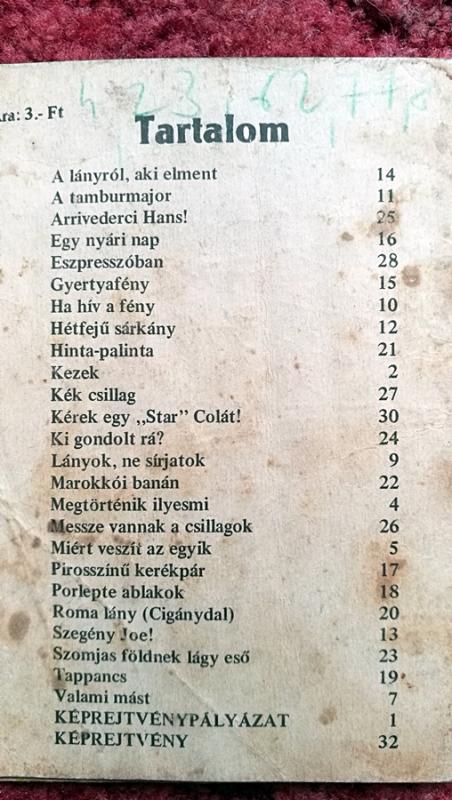 Ára: 3.- Ft
Tartalom
A lányról, aki elment 14
A tamburmajor 11
Arrivederci Hans! 25
Egy nyári nap 16
Eszpresszóban 28
Gyertyafény 15
Ha hív a fény 10
Hétfejű sárkány 12
Hinta-palinta 21
Kezek 2
Kék csillag 27
Kérek egy „Star” Colát! 30
Ki gondolt rá? 24
Lányok, ne sírjatok 9
Marokkói banán 22
Megtörténik ilyesmi 4
Messze vannak a csillagok 26
Miért veszít az egyik 5
Pirosszínű kerékpár 17
Porlepte ablakok 18
Roma lány (Cigánydal) 20
Szegény Joe! 13
Szomjas földnek lágy eső 23
Tappancs 19
Valami mást 7
KÉPREJTVÉNYPÁLYÁZAT 1
KÉPREJTVÉNY 32